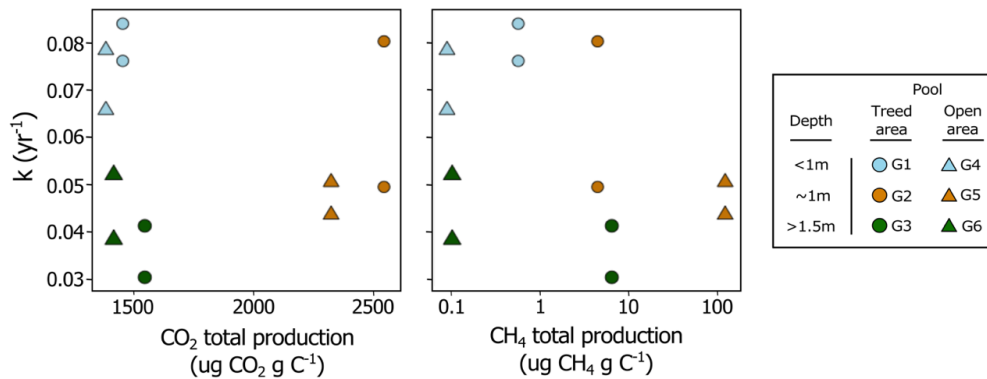 k (yr⁻¹)
0.08
0.07
0.06
0.05
0.04
0.03
1500 2000 2500
CO₂ total production
(ug CO₂ g C⁻¹)
0.1 1 10 100
CH₄ total production
(ug CH₄ g C⁻¹)
Pool
Depth Treed area Open area
<1m G1 G4
~1m G2 G5
>1.5m G3 G6